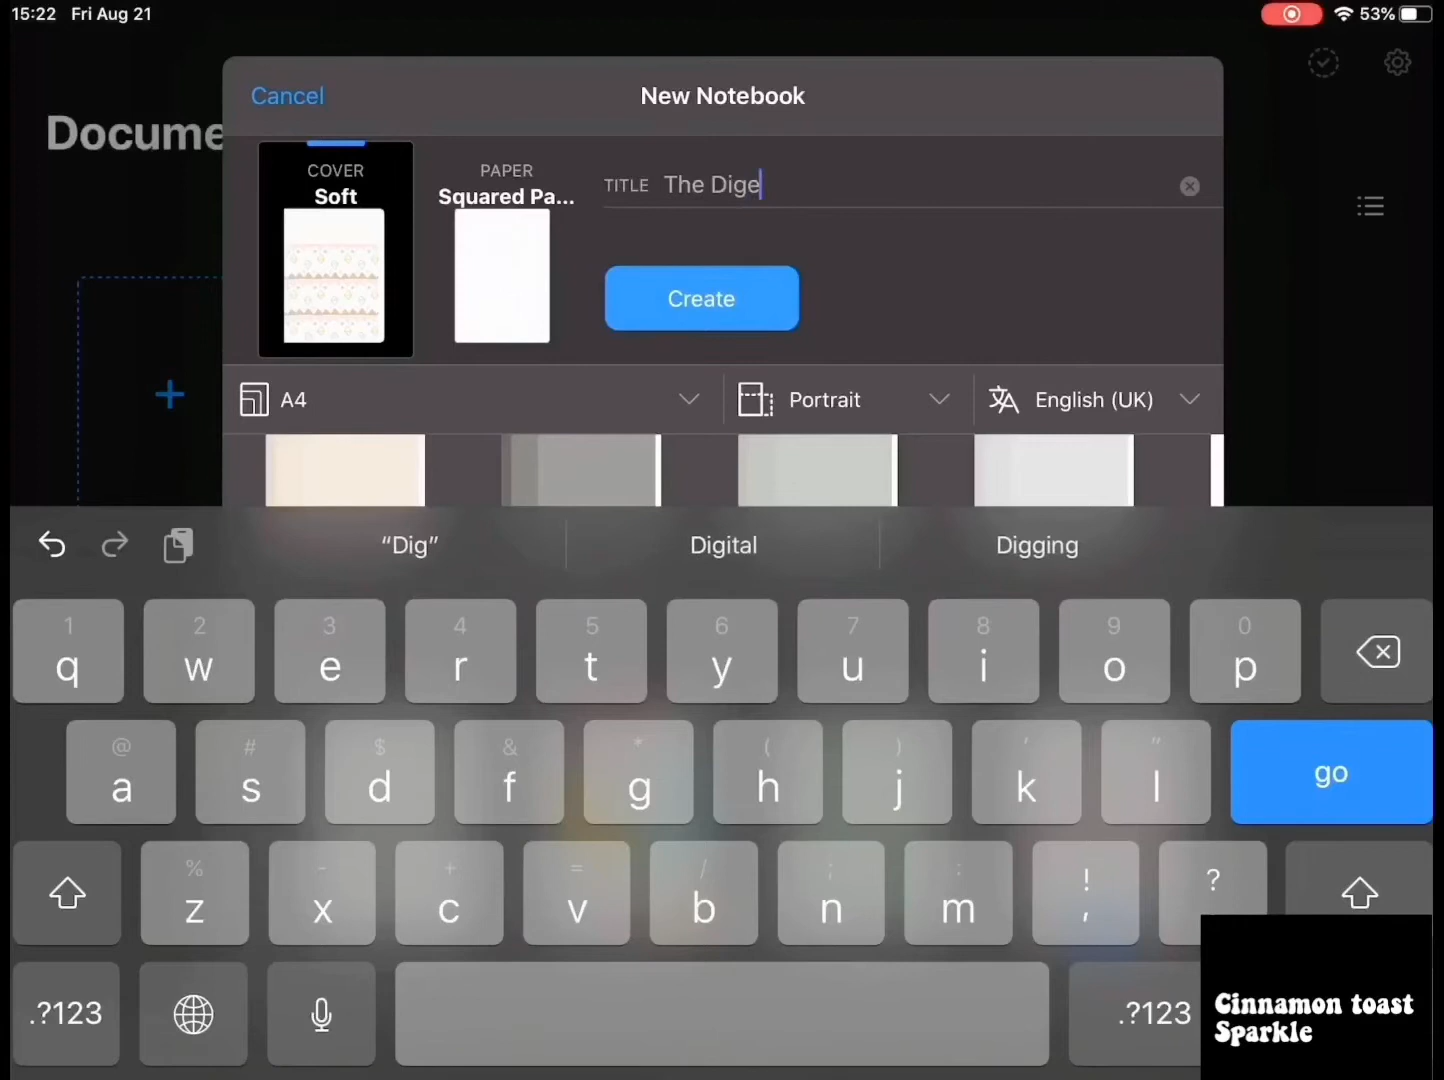 15:22 Fri Aug 21
53%
Docume
Cancel
New Notebook
COVER
Soft
PAPER
Squared Pa...
TITLE The Dige
Create
A4
Portrait
English (UK)
“Dig”
Digital
Digging
1 2 3 4 5 6 7 8 9 0
q w e r t y u i o p
@ # $ & * ( ) ' "
a s d f g h j k l
go
% - + = / ; : ! ?
z x c v b n m ,
.?123
.?123
Cinnamon toast
Sparkle